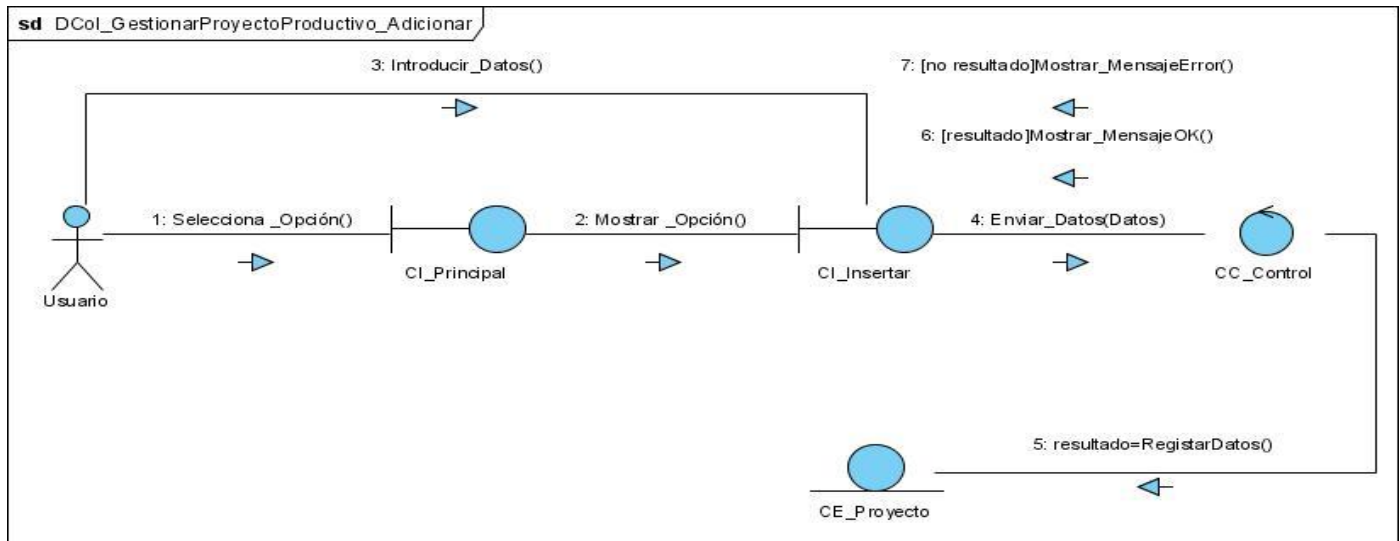 sd DCol_GestionarProyectoProductivo_Adicionar
3: Introducir_Datos()
7: [no resultado]Mostrar_MensajeError()
6: [resultado]Mostrar_MensajeOK()
1: Selecciona _Opción()
2: Mostrar _Opción()
4: Enviar_Datos(Datos)
CI_Principal
CI_Insertar
CC_Control
Usuario
5: resultado=RegistarDatos()
CE_Proyecto